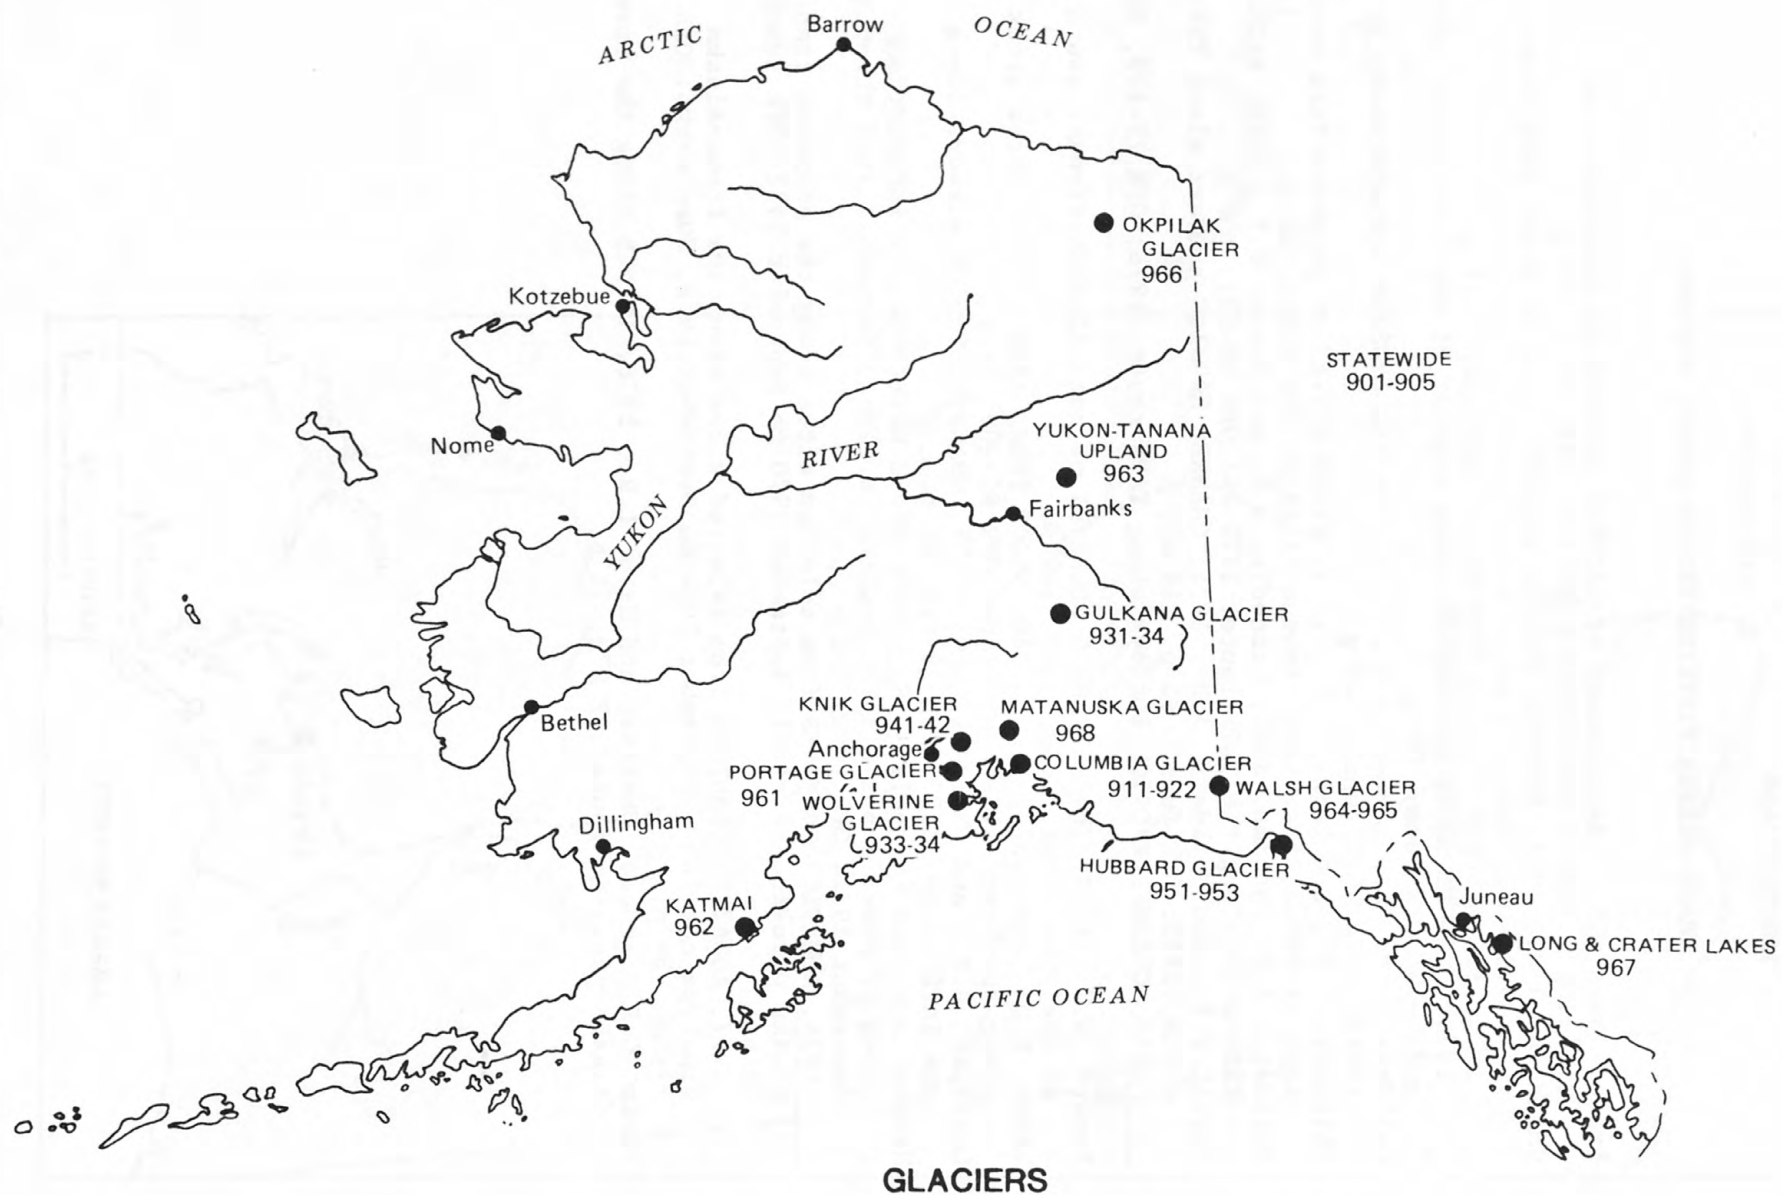 Barrow
ARCTIC
OCEAN
OKPILAK
GLACIER
966
Kotzebue
STATEWIDE
901-905
YUKON-TANANA
UPLAND
963
Nome
RIVER
Fairbanks
YUKON
GULKANA GLACIER
931-34
KNIK GLACIER
941-42
MATANUSKA GLACIER
968
Bethel
Anchorage
COLUMBIA GLACIER
911-922
PORTAGE GLACIER
961
WALSH GLACIER
964-965
WOLVERINE
GLACIER
933-34
Dillingham
HUBBARD GLACIER
951-953
KATMAI
962
Juneau
LONG & CRATER LAKES
967
PACIFIC OCEAN
GLACIERS